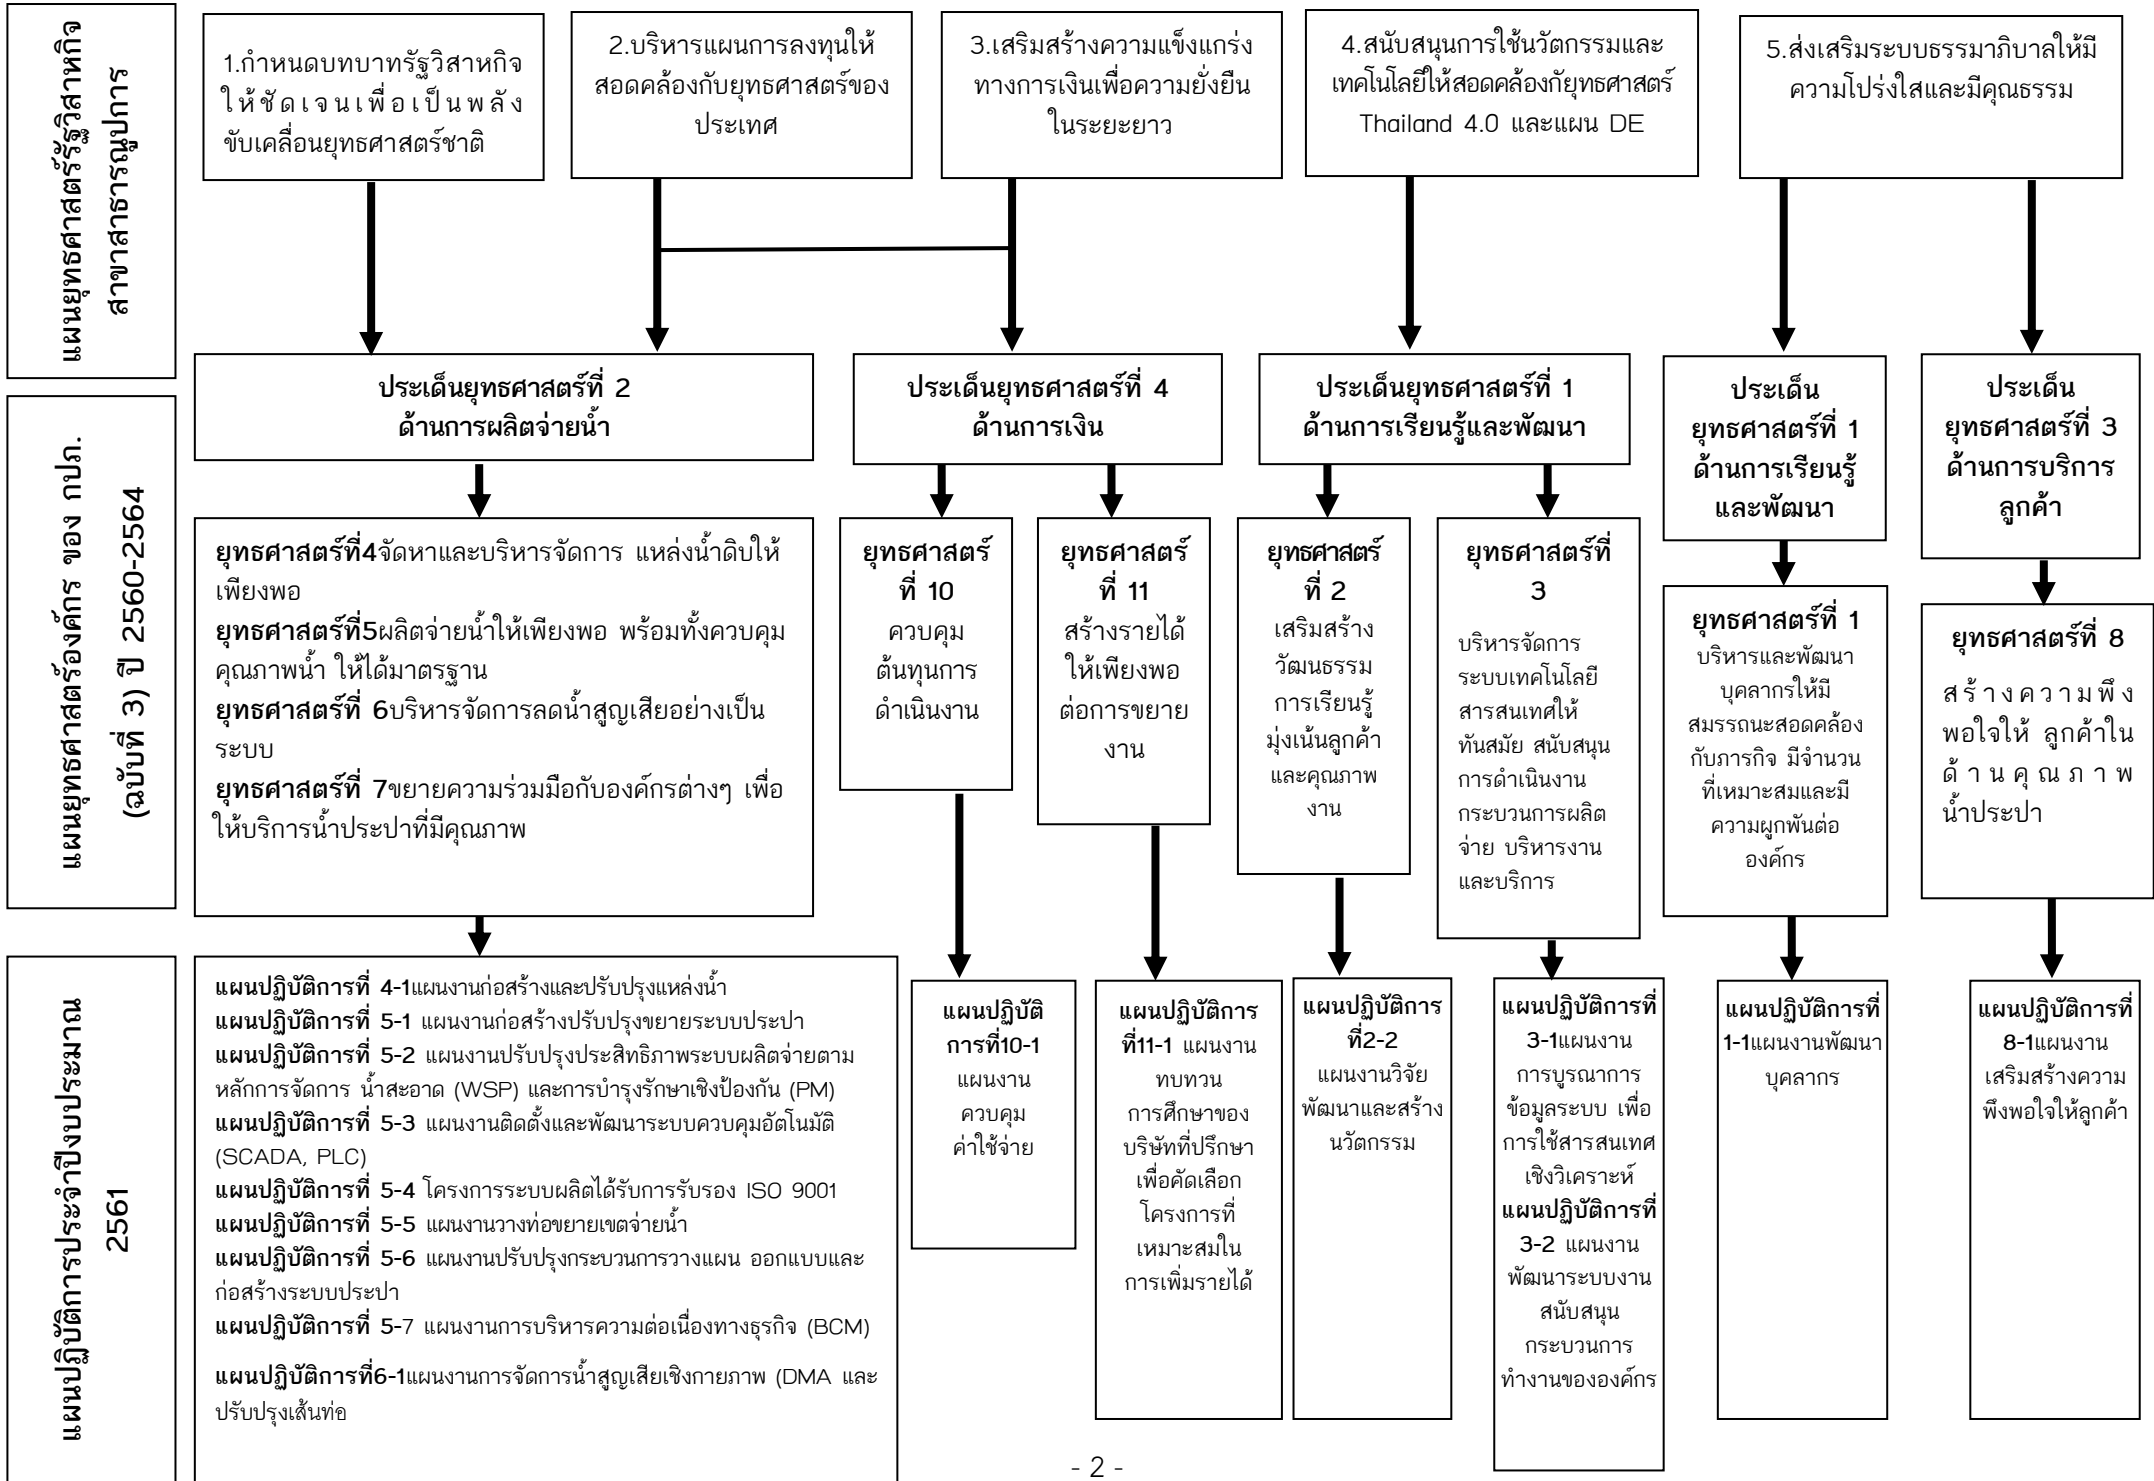 แผนยุทธศาสตร์รัฐวิสาหกิจ
สาขาสาธารณูปการ
1.กำหนดบทบาทรัฐวิสาหกิจ
ให้ชัดเจนเพื่อเป็นพลัง
ขับเคลื่อนยุทธศาสตร์ชาติ
2.บริหารแผนการลงทุนให้
สอดคล้องกับยุทธศาสตร์ของ
ประเทศ
3.เสริมสร้างความแข็งแกร่ง
ทางการเงินเพื่อความยั่งยืน
ในระยะยาว
4.สนับสนุนการใช้นวัตกรรมและ
เทคโนโลยีให้สอดคล้องกัยุทธศาสตร์
Thailand 4.0 และแผน DE
5.ส่งเสริมระบบธรรมาภิบาลให้มี
ความโปร่งใสและมีคุณธรรม
แผนยุทธศาสตร์องค์กร ของ กปภ.
(ฉบับที่ 3) ปี 2560-2564
ประเด็นยุทธศาสตร์ที่ 2
ด้านการผลิตจ่ายน้ำ
ประเด็นยุทธศาสตร์ที่ 4
ด้านการเงิน
ประเด็นยุทธศาสตร์ที่ 1
ด้านการเรียนรู้และพัฒนา
ประเด็น
ยุทธศาสตร์ที่ 1
ด้านการเรียนรู้
และพัฒนา
ประเด็น
ยุทธศาสตร์ที่ 3
ด้านการบริการ
ลูกค้า
ยุทธศาสตร์ที่4จัดหาและบริหารจัดการ แหล่งน้ำดิบให้
เพียงพอ
ยุทธศาสตร์ที่5ผลิตจ่ายน้ำให้เพียงพอ พร้อมทั้งควบคุม
คุณภาพน้ำ ให้ได้มาตรฐาน
ยุทธศาสตร์ที่ 6บริหารจัดการลดน้ำสูญเสียอย่างเป็น
ระบบ
ยุทธศาสตร์ที่ 7ขยายความร่วมมือกับองค์กรต่างๆ เพื่อ
ให้บริการน้ำประปาที่มีคุณภาพ
ยุทธศาสตร์
ที่ 10
ควบคุม
ต้นทุนการ
ดำเนินงาน
ยุทธศาสตร์
ที่ 11
สร้างรายได้
ให้เพียงพอ
ต่อการขยาย
งาน
ยุทธศาสตร์
ที่ 2
เสริมสร้าง
วัฒนธรรม
การเรียนรู้
มุ่งเน้นลูกค้า
และคุณภาพ
งาน
ยุทธศาสตร์ที่
3
บริหารจัดการ
ระบบเทคโนโลยี
สารสนเทศให้
ทันสมัย สนับสนุน
การดำเนินงาน
กระบวนการผลิต
จ่าย บริหารงาน
และบริการ
ยุทธศาสตร์ที่ 1
บริหารและพัฒนา
บุคลากรให้มี
สมรรถนะสอดคล้อง
กับภารกิจ มีจำนวน
ที่เหมาะสมและมี
ความผูกพันต่อ
องค์กร
ยุทธศาสตร์ที่ 8
สร้างความพึง
พอใจให้ ลูกค้าใน
ด้านคุณภาพ
น้ำประปา
แผนปฏิบัติการประจำปีงบประมาณ
2561
แผนปฏิบัติการที่ 4-1แผนงานก่อสร้างและปรับปรุงแหล่งน้ำ
แผนปฏิบัติการที่ 5-1 แผนงานก่อสร้างปรับปรุงขยายระบบประปา
แผนปฏิบัติการที่ 5-2 แผนงานปรับปรุงประสิทธิภาพระบบผลิตจ่ายตาม
หลักการจัดการ น้ำสะอาด (WSP) และการบำรุงรักษาเชิงป้องกัน (PM)
แผนปฏิบัติการที่ 5-3 แผนงานติดตั้งและพัฒนาระบบควบคุมอัตโนมัติ
(SCADA, PLC)
แผนปฏิบัติการที่ 5-4 โครงการระบบผลิตได้รับการรับรอง ISO 9001
แผนปฏิบัติการที่ 5-5 แผนงานวางท่อขยายเขตจ่ายน้ำ
แผนปฏิบัติการที่ 5-6 แผนงานปรับปรุงกระบวนการวางแผน ออกแบบและ
ก่อสร้างระบบประปา
แผนปฏิบัติการที่ 5-7 แผนงานการบริหารความต่อเนื่องทางธุรกิจ (BCM)
แผนปฏิบัติการที่6-1แผนงานการจัดการน้ำสูญเสียเชิงกายภาพ (DMA และ
ปรับปรุงเส้นท่อ
แผนปฏิบัติ
การที่10-1
แผนงาน
ควบคุม
ค่าใช้จ่าย
แผนปฏิบัติการ
ที่11-1 แผนงาน
ทบทวน
การศึกษาของ
บริษัทที่ปรึกษา
เพื่อคัดเลือก
โครงการที่
เหมาะสมใน
การเพิ่มรายได้
แผนปฏิบัติการ
ที่2-2
แผนงานวิจัย
พัฒนาและสร้าง
นวัตกรรม
แผนปฏิบัติการที่
3-1แผนงาน
การบูรณาการ
ข้อมูลระบบ เพื่อ
การใช้สารสนเทศ
เชิงวิเคราะห์
แผนปฏิบัติการที่
3-2 แผนงาน
พัฒนาระบบงาน
สนับสนุน
กระบวนการ
ทำงานขององค์กร
แผนปฏิบัติการที่
1-1แผนงานพัฒนา
บุคลากร
แผนปฏิบัติการที่
8-1แผนงาน
เสริมสร้างความ
พึงพอใจให้ลูกค้า
- 2 -